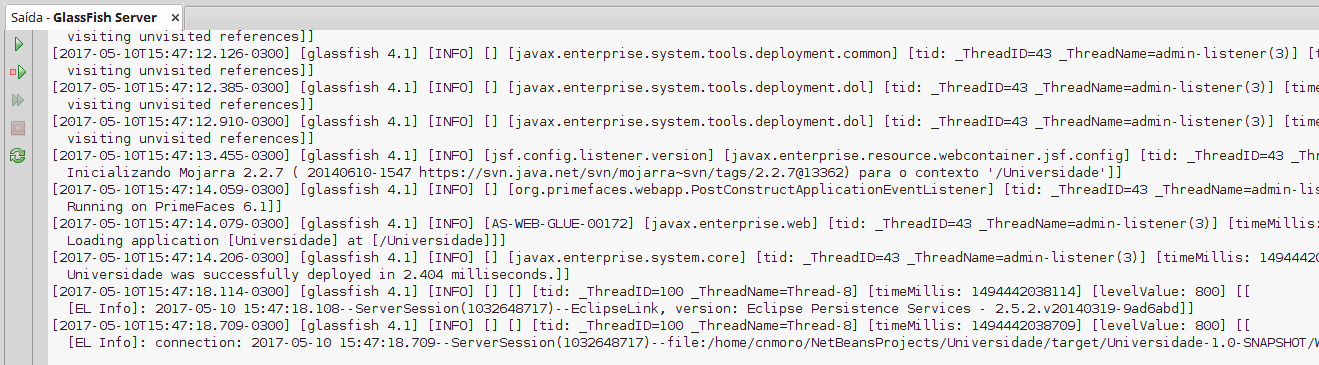 Saída - GlassFish Server ×
visiting unvisited references]]
[2017-05-10T15:47:12.126-0300] [glassfish 4.1] [INFO] [] [javax.enterprise.system.tools.deployment.common] [tid: _ThreadID=43 _ThreadName=admin-listener(3)] [t
visiting unvisited references]]
[2017-05-10T15:47:12.385-0300] [glassfish 4.1] [INFO] [] [javax.enterprise.system.tools.deployment.dol] [tid: _ThreadID=43 _ThreadName=admin-listener(3)] [time
visiting unvisited references]]
[2017-05-10T15:47:12.910-0300] [glassfish 4.1] [INFO] [] [javax.enterprise.system.tools.deployment.dol] [tid: _ThreadID=43 _ThreadName=admin-listener(3)] [time
visiting unvisited references]]
[2017-05-10T15:47:13.455-0300] [glassfish 4.1] [INFO] [jsf.config.listener.version] [javax.enterprise.resource.webcontainer.jsf.config] [tid: _ThreadID=43 _Thr
Inicializando Mojarra 2.2.7 ( 20140610-1547 https://svn.java.net/svn/mojarra~svn/tags/2.2.7@13362) para o contexto '/Universidade']]
[2017-05-10T15:47:14.059-0300] [glassfish 4.1] [INFO] [] [org.primefaces.webapp.PostConstructApplicationEventListener] [tid: _ThreadID=43 _ThreadName=admin-lis
Running on PrimeFaces 6.1]]
[2017-05-10T15:47:14.079-0300] [glassfish 4.1] [INFO] [AS-WEB-GLUE-00172] [javax.enterprise.web] [tid: _ThreadID=43 _ThreadName=admin-listener(3)] [timeMillis:
Loading application [Universidade] at [/Universidade]]]
[2017-05-10T15:47:14.206-0300] [glassfish 4.1] [INFO] [] [javax.enterprise.system.core] [tid: _ThreadID=43 _ThreadName=admin-listener(3)] [timeMillis: 14944420
Universidade was successfully deployed in 2.404 milliseconds.]]
[2017-05-10T15:47:18.114-0300] [glassfish 4.1] [INFO] [] [] [tid: _ThreadID=100 _ThreadName=Thread-8] [timeMillis: 1494442038114] [levelValue: 800] [[
[EL Info]: 2017-05-10 15:47:18.108--ServerSession(1032648717)--EclipseLink, version: Eclipse Persistence Services - 2.5.2.v20140319-9ad6abd]]
[2017-05-10T15:47:18.709-0300] [glassfish 4.1] [INFO] [] [] [tid: _ThreadID=100 _ThreadName=Thread-8] [timeMillis: 1494442038709] [levelValue: 800] [[
[EL Info]: connection: 2017-05-10 15:47:18.709--ServerSession(1032648717)--file:/home/cnmoro/NetBeansProjects/Universidade/target/Universidade-1.0-SNAPSHOT/W